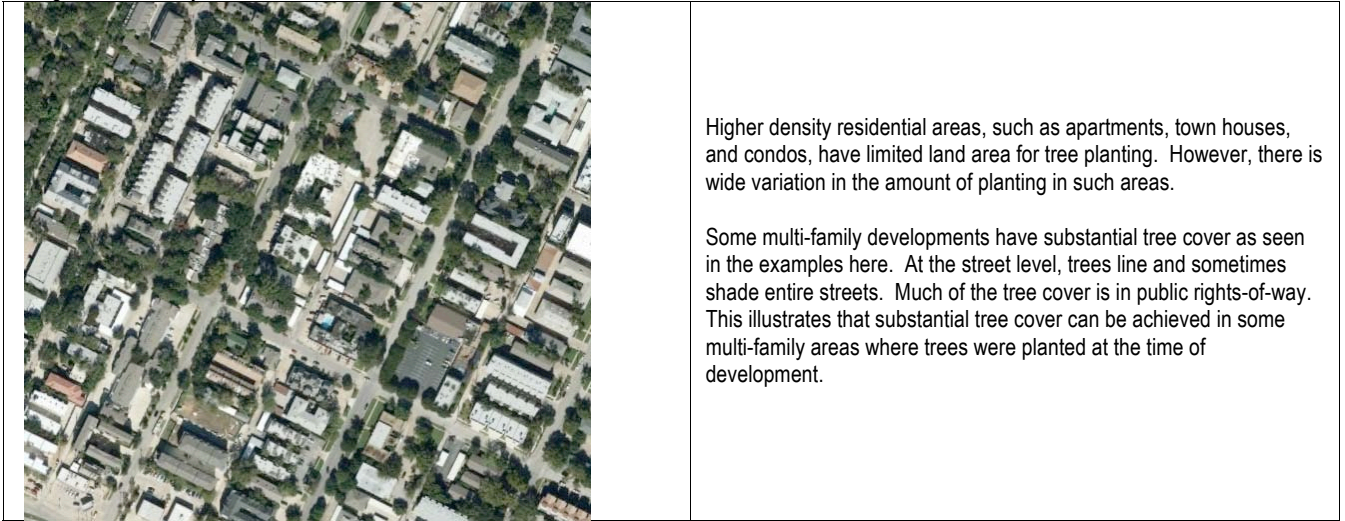 Higher density residential areas, such as apartments, town houses,
and condos, have limited land area for tree planting.  However, there is
wide variation in the amount of planting in such areas.
Some multi-family developments have substantial tree cover as seen
in the examples here.  At the street level, trees line and sometimes
shade entire streets.  Much of the tree cover is in public rights-of-way.
This illustrates that substantial tree cover can be achieved in some
multi-family areas where trees were planted at the time of
development.